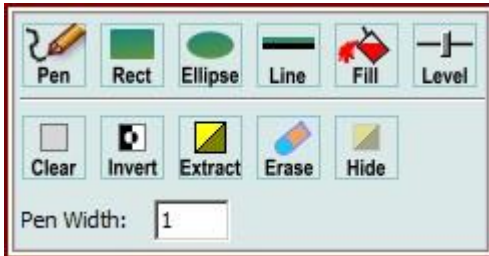 Pen Rect Ellipse Line Fill Level
Clear Invert Extract Erase Hide
Pen Width: 1